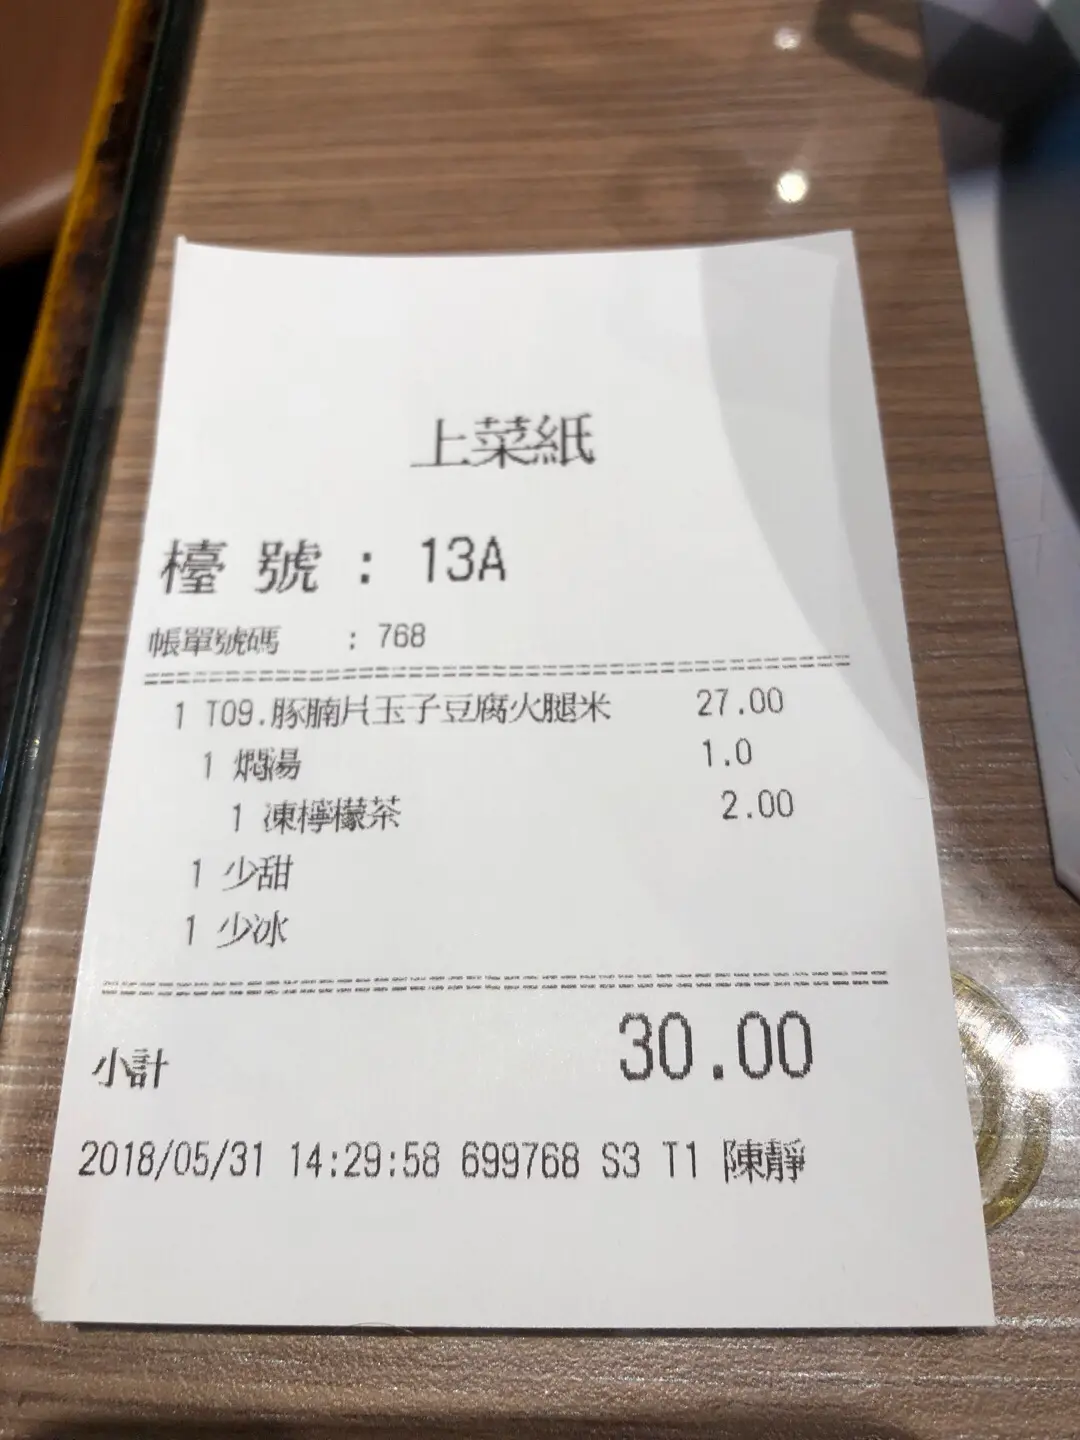 上菜紙
檯 號 : 13A
帳單號碼 : 768
1 T09.豚腩片玉子豆腐火腿米 27.00
1 燜湯 1.0
1 凍檸檬茶 2.00
1 少甜
1 少冰
小計 30.00
2018/05/31 14:29:58 699768 S3 T1 陳靜